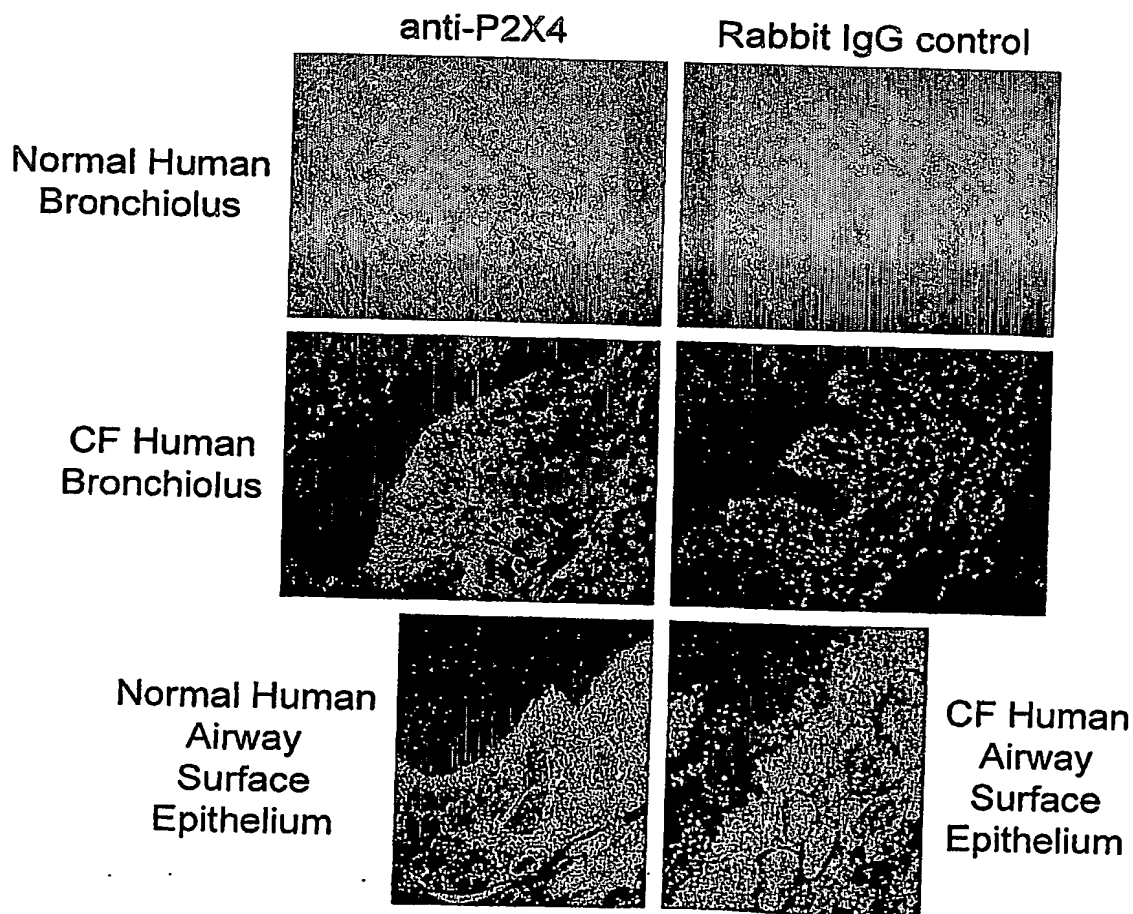 anti-P2X4
Rabbit IgG control
Normal Human
Bronchiolus
CF Human
Bronchiolus
Normal Human
Airway
Surface
Epithelium
CF Human
Airway
Surface
Epithelium